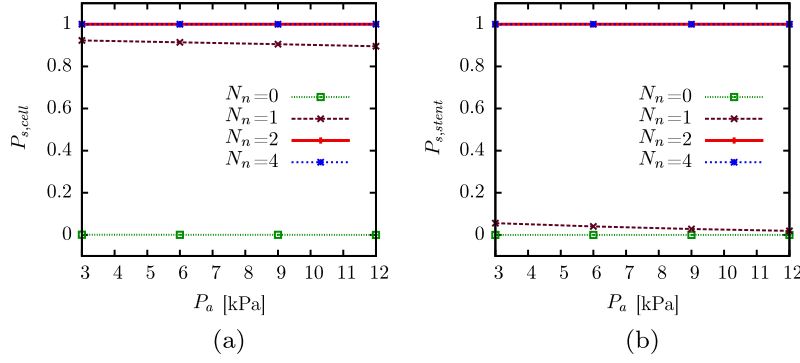 1
0.8
0.6
0.4
0.2
0
P_{s,cell}
N_n=0
N_n=1
N_n=2
N_n=4
3 4 5 6 7 8 9 10 11 12
P_a [kPa]
(a)
1
0.8
0.6
0.4
0.2
0
P_{s,stent}
N_n=0
N_n=1
N_n=2
N_n=4
3 4 5 6 7 8 9 10 11 12
P_a [kPa]
(b)